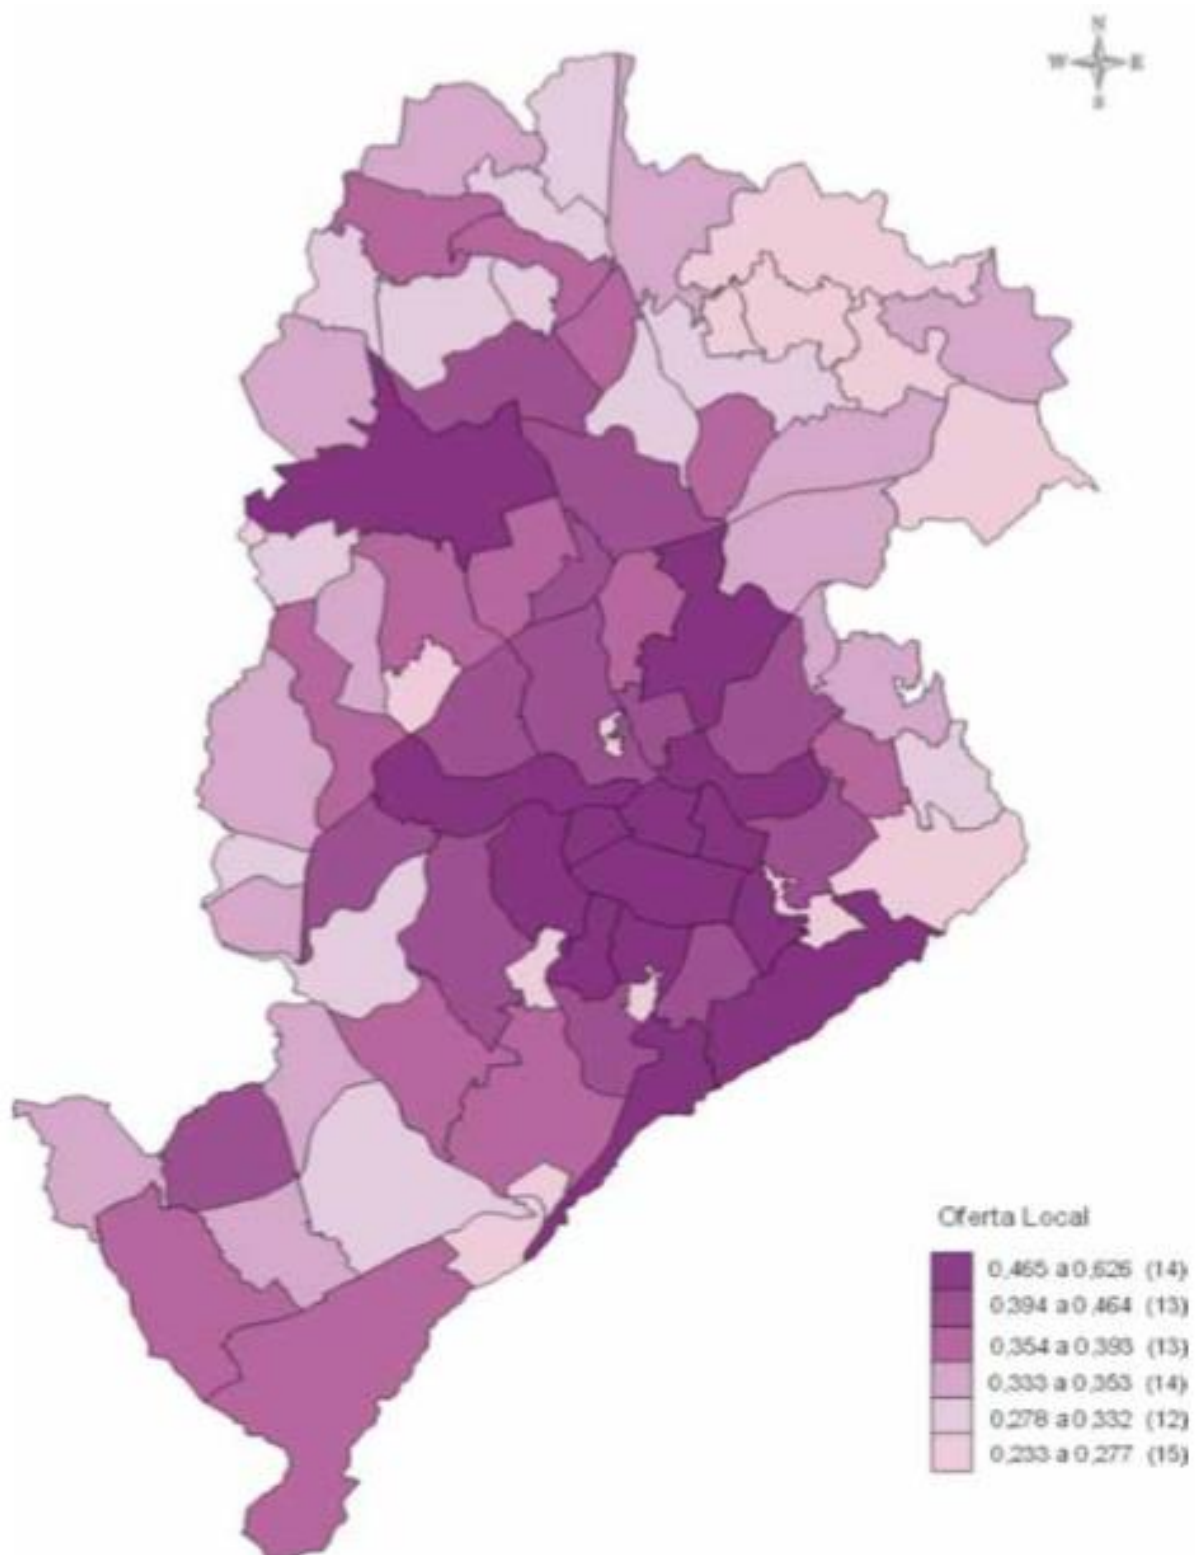 N
W E
S
Oferta Local
0,465 a 0,626 (14)
0,394 a 0,464 (13)
0,354 a 0,393 (13)
0,333 a 0,353 (14)
0,278 a 0,332 (12)
0,233 a 0,277 (15)